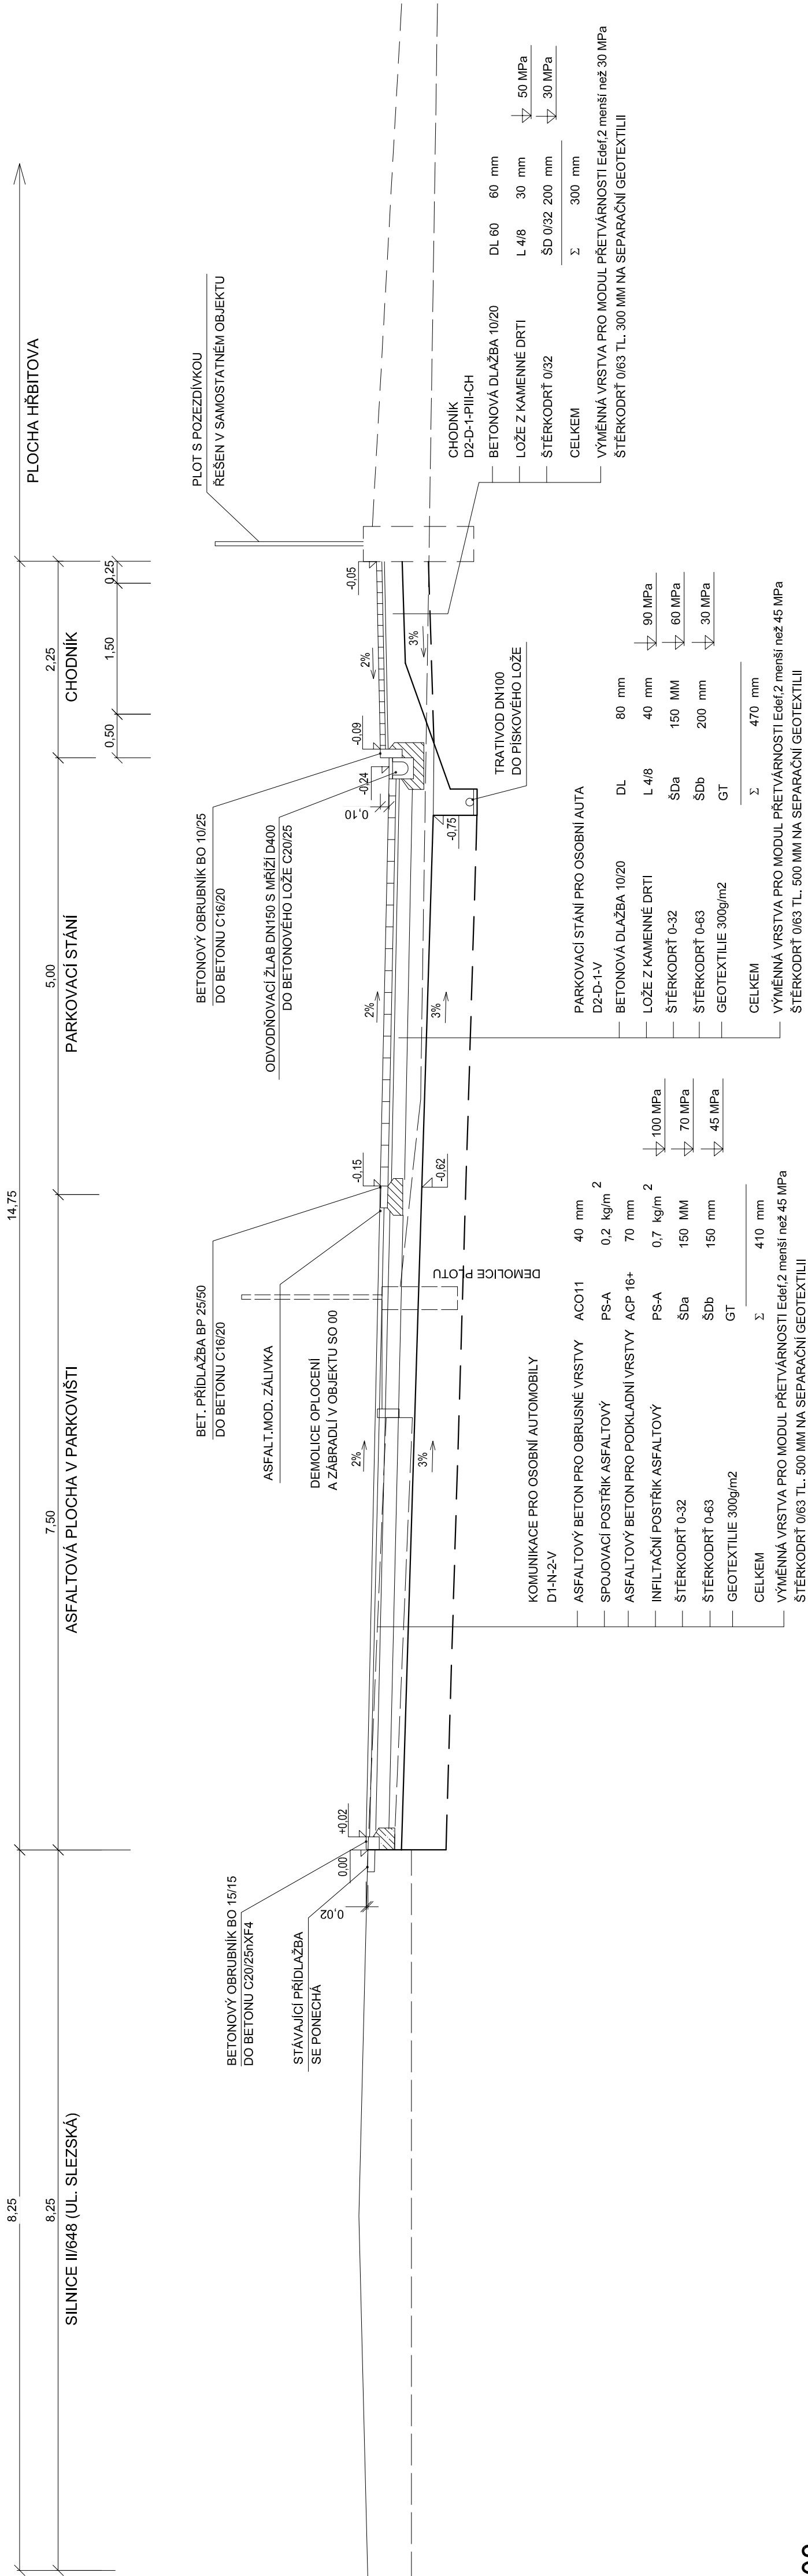 8,25
14,75
PLOCHA HŘBITOVA
8,25
7,50
5,00
2,25
SILNICE II/648 (UL. SLEZSKÁ)
ASFALTOVÁ PLOCHA V PARKOVIŠTI
PARKOVACÍ STÁNÍ
CHODNÍK
0,50
1,50
0,25
BETONOVÝ OBRUBNÍK BO 15/15
DO BETONU C20/25nXF4
STÁVAJÍCÍ PŘÍDLAŽBA
SE PONECHÁ
0,02
0.00
+0,02
BET. PŘÍDLAŽBA BP 25/50
DO BETONU C16/20
ASFALT.MOD. ZÁLIVKA
DEMOLICE OPLOCENÍ
A ZÁBRADLÍ V OBJEKTU SO 00
2%
3%
DEMOLICE PLOTU
-0,15
-0,62
BETONOVÝ OBRUBNÍK BO 10/25
DO BETONU C16/20
ODVODŇOVACÍ ŽLAB DN150 S MŘÍŽÍ D400
DO BETONOVÉHO LOŽE C20/25
2%
3%
0,10
-0,24
-0,09
-0,75
2%
3%
-0,05
TRATIVOD DN100
DO PÍSKOVÉHO LOŽE
PLOT S POZEZDÍVKOU
ŘEŠEN V SAMOSTATNÉM OBJEKTU
KOMUNIKACE PRO OSOBNÍ AUTOMOBILY
D1-N-2-V
ASFALTOVÝ BETON PRO OBRUSNÉ VRSTVY ACO11 40 mm
SPOJOVACÍ POSTŘIK ASFALTOVÝ PS-A 0,2 kg/m 2
ASFALTOVÝ BETON PRO PODKLADNÍ VRSTVY ACP 16+ 70 mm
INFILTAČNÍ POSTŘIK ASFALTOVÝ PS-A 0,7 kg/m 2 100 MPa
ŠTĚRKODRŤ 0-32 ŠDa 150 MM 70 MPa
ŠTĚRKODRŤ 0-63 ŠDb 150 mm 45 MPa
GEOTEXTILIE 300g/m2 GT
CELKEM Σ 410 mm
VÝMĚNNÁ VRSTVA PRO MODUL PŘETVÁRNOSTI Edef,2 menší než 45 MPa
ŠTĚRKODRŤ 0/63 TL. 500 MM NA SEPARAČNÍ GEOTEXTILII
PARKOVACÍ STÁNÍ PRO OSOBNÍ AUTA
D2-D-1-V
BETONOVÁ DLAŽBA 10/20 DL 80 mm
LOŽE Z KAMENNÉ DRTI L 4/8 40 mm 90 MPa
ŠTĚRKODRŤ 0-32 ŠDa 150 MM 60 MPa
ŠTĚRKODRŤ 0-63 ŠDb 200 mm 30 MPa
GEOTEXTILIE 300g/m2 GT
CELKEM Σ 470 mm
VÝMĚNNÁ VRSTVA PRO MODUL PŘETVÁRNOSTI Edef,2 menší než 45 MPa
ŠTĚRKODRŤ 0/63 TL. 500 MM NA SEPARAČNÍ GEOTEXTILII
CHODNÍK
D2-D-1-PIII-CH
BETONOVÁ DLAŽBA 10/20 DL 60 60 mm
LOŽE Z KAMENNÉ DRTI L 4/8 30 mm 50 MPa
ŠTĚRKODRŤ 0/32 ŠD 0/32 200 mm 30 MPa
CELKEM Σ 300 mm
VÝMĚNNÁ VRSTVA PRO MODUL PŘETVÁRNOSTI Edef,2 menší než 30 MPa
ŠTĚRKODRŤ 0/63 TL. 300 MM NA SEPARAČNÍ GEOTEXTILII